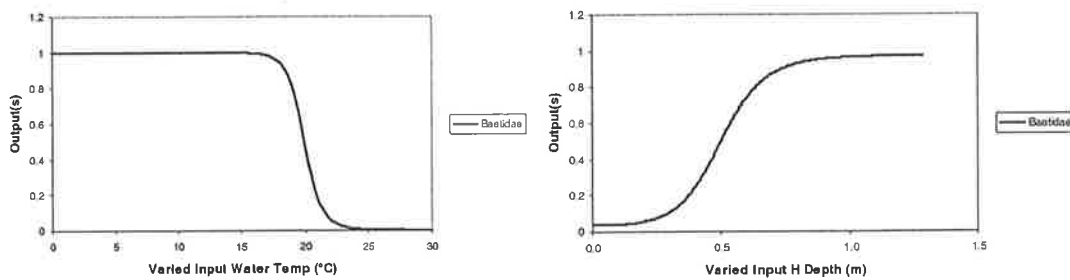 1.2
1
0.8
0.6
0.4
0.2
0
Output(s)
0 5 10 15 20 25 30
Varied Input Water Temp (°C)
Baetidae
1.2
1
0.8
0.6
0.4
0.2
0
Output(s)
0.0 0.5 1.0 1.5
Varied Input H Depth (m)
Baetidae